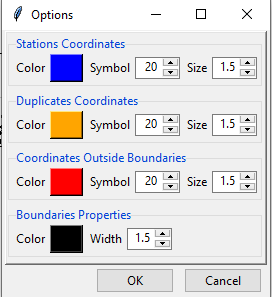 Options
Stations Coordinates
Color Symbol 20 Size 1.5
Duplicates Coordinates
Color Symbol 20 Size 1.5
Coordinates Outside Boundaries
Color Symbol 20 Size 1.5
Boundaries Properties
Color Width 1.5
OK Cancel